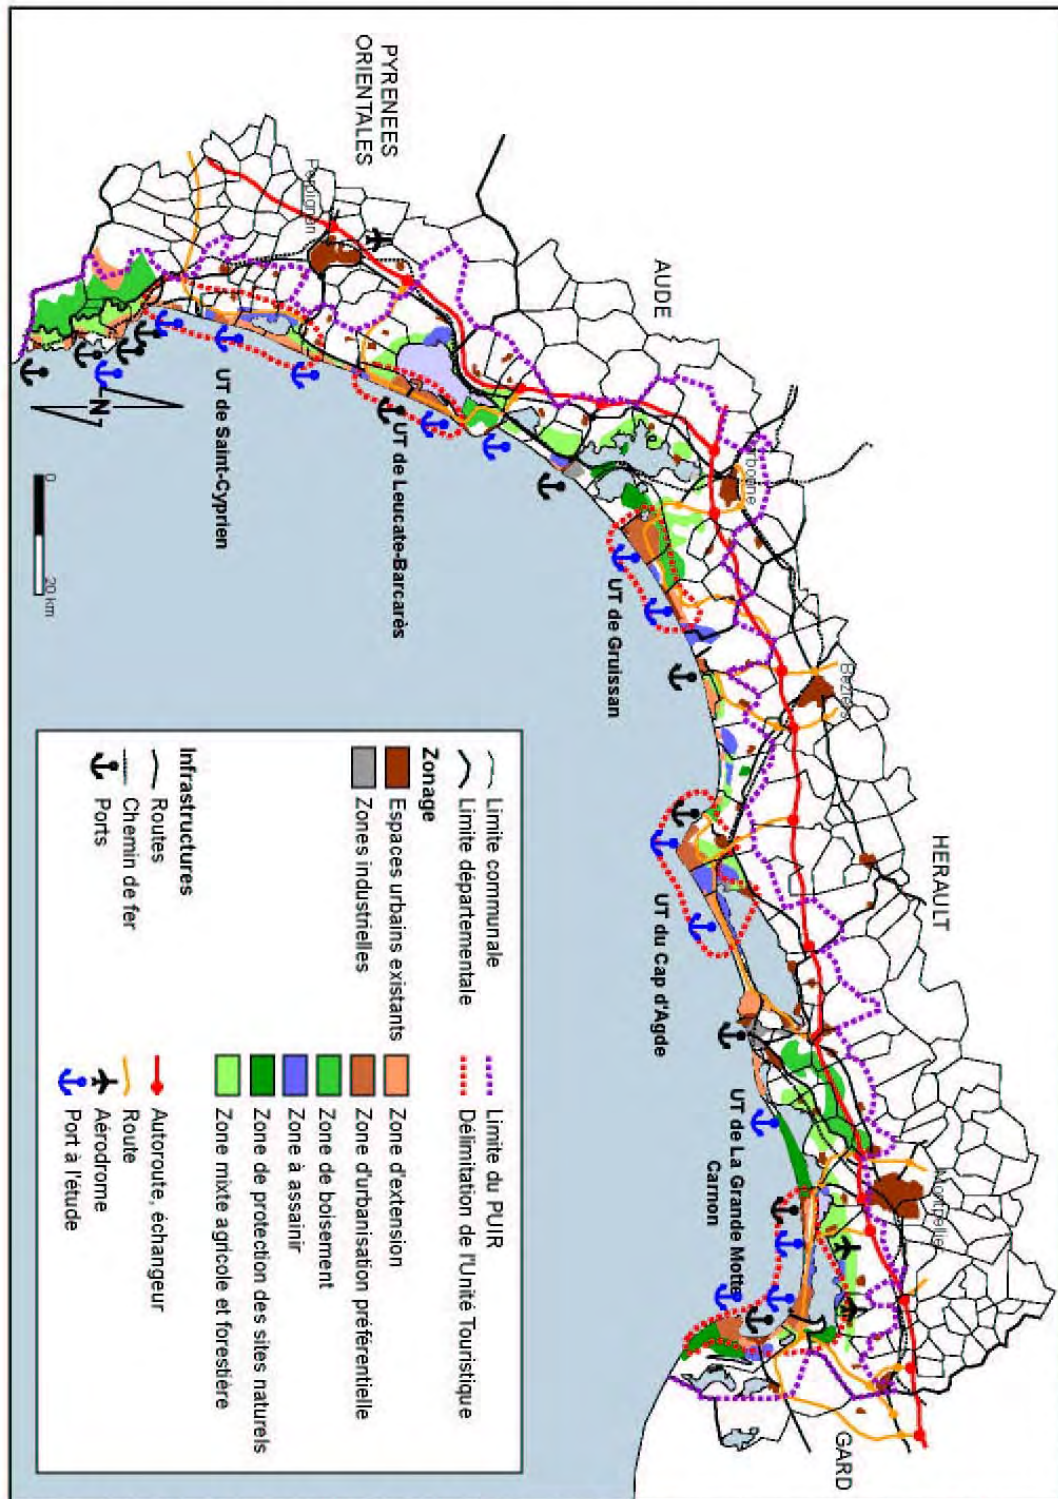 PYRENEES
ORIENTALES
AUDE
HERAULT
GARD
Perpignan
Narbonne
Béziers
Montpellier
UT de Saint-Cyprien
UT de Leucate-Barcarès
UT de Gruissan
UT du Cap d'Agde
UT de La Grande Motte
Carnon
N
0
20 km
Limite communale
Limite départementale
Zonage
Espaces urbains existants
Zones industrielles
Limite du PUIR
Délimitation de l'Unité Touristique
Zone d'extension
Zone d'urbanisation préférentielle
Zone de boisement
Zone à assainir
Zone de protection des sites naturels
Zone mixte agricole et forestière
Infrastructures
Routes
Chemin de fer
Ports
Autoroute, échangeur
Route
Aérodrome
Port à l'étude